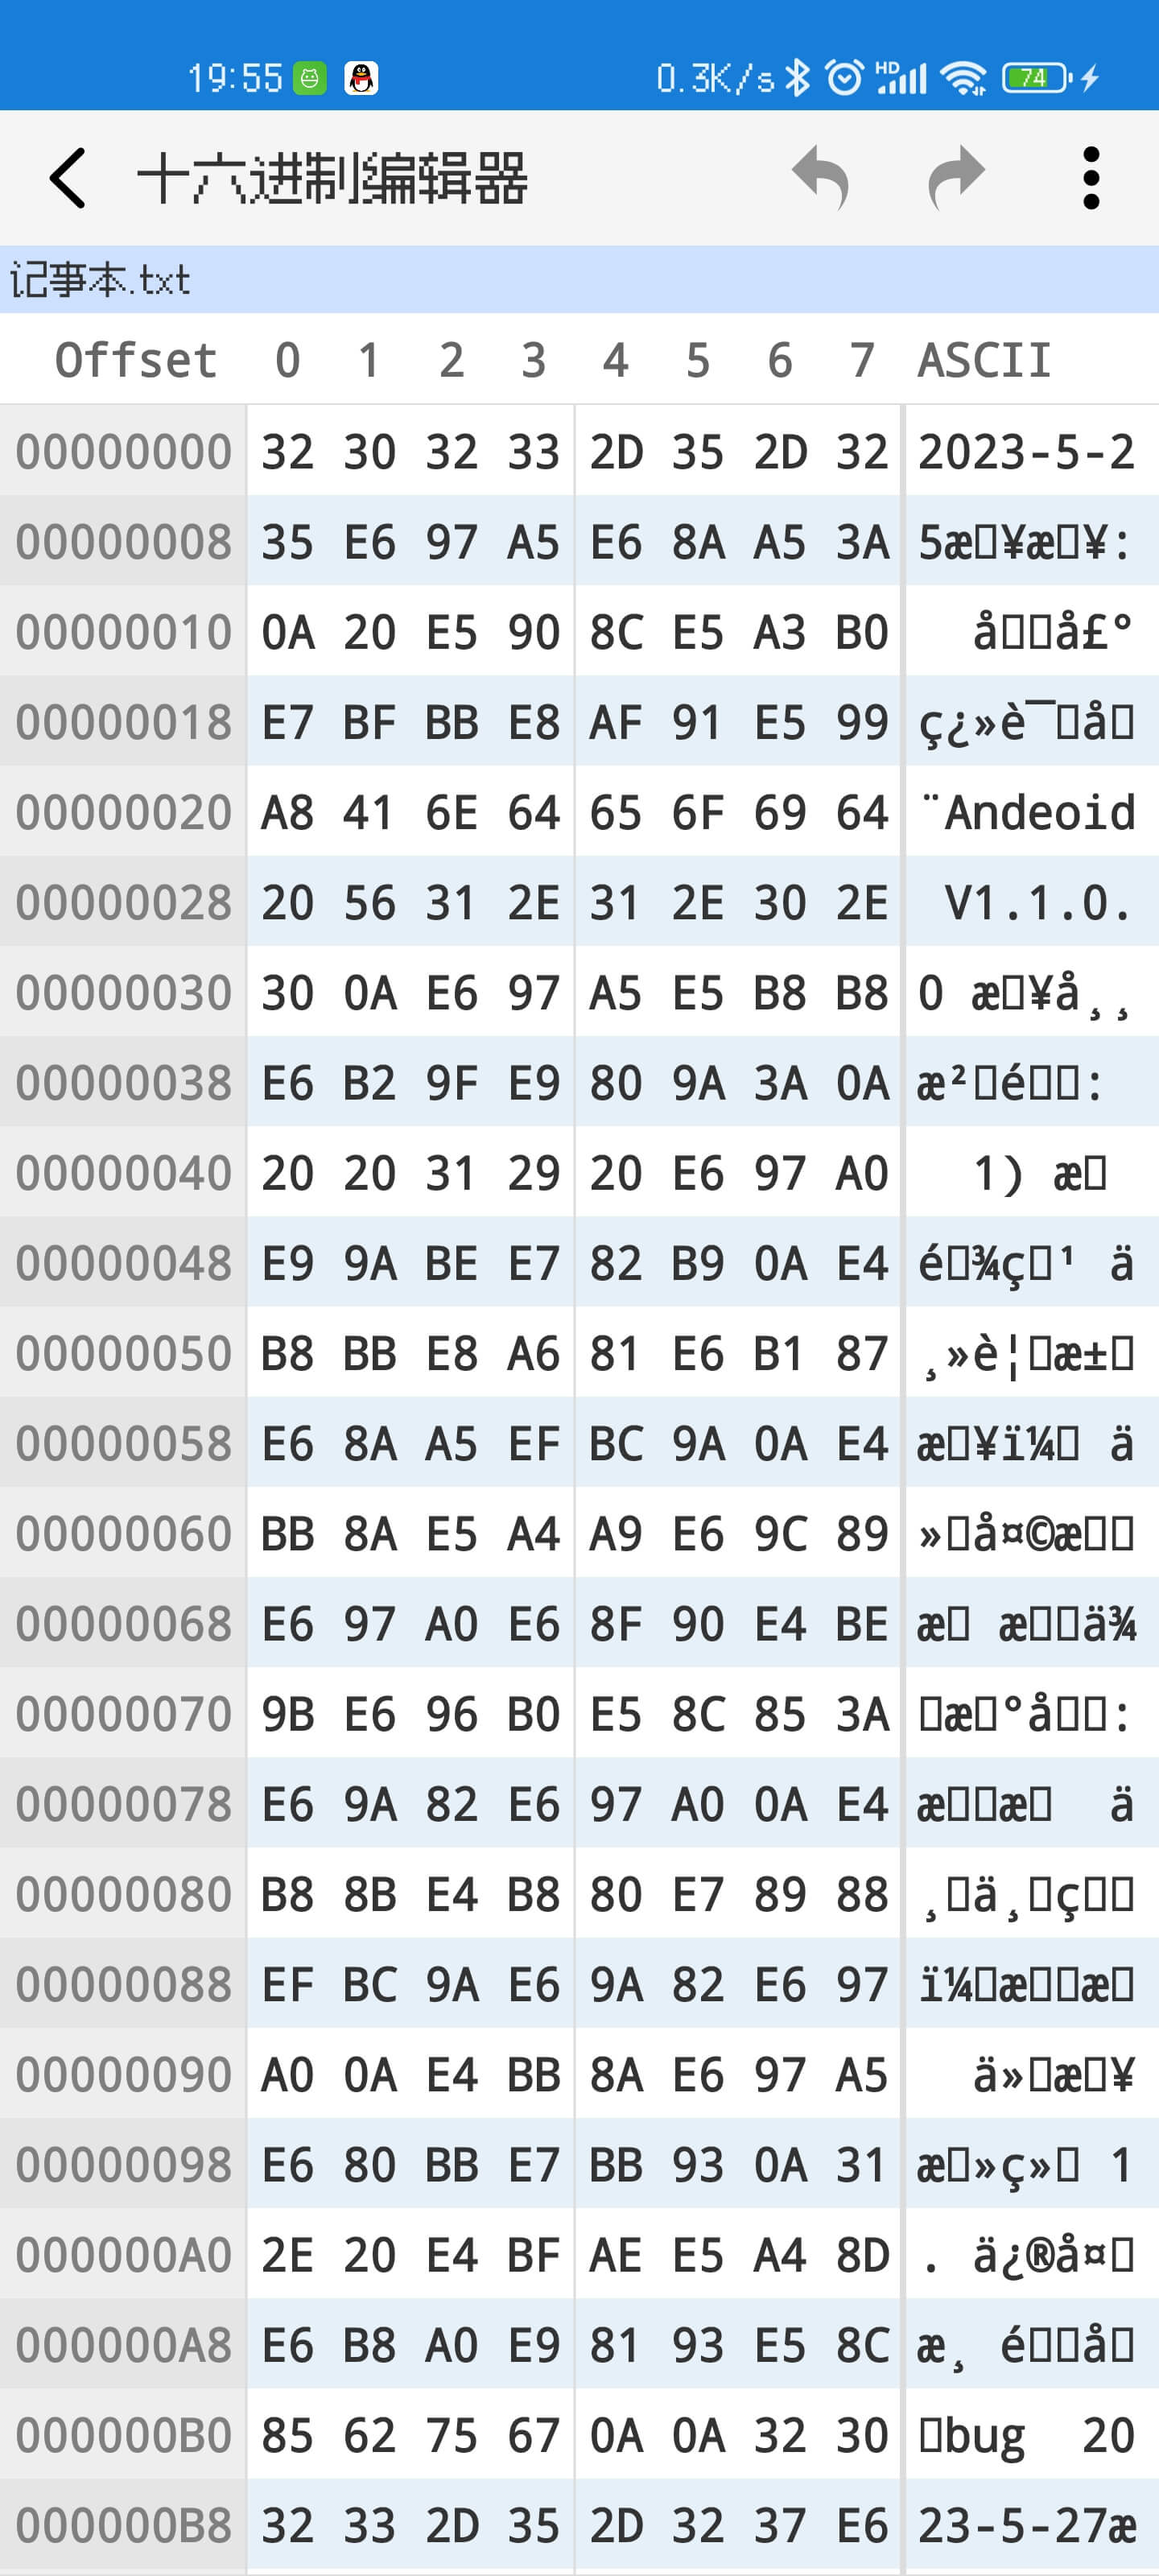 19:55 0.3K/s HD 74
十六进制编辑器
记事本.txt
Offset 0 1 2 3 4 5 6 7 ASCII
00000000 32 30 32 33 2D 35 2D 32 2023-5-2
00000008 35 E6 97 A5 E6 8A A5 3A 5æ▯¥æ▯¥:
00000010 0A 20 E5 90 8C E5 A3 B0 å▯▯å£°
00000018 E7 BF BB E8 AF 91 E5 99 ç¿»è¯▯å▯
00000020 A8 41 6E 64 65 6F 69 64 ¨Andeoid
00000028 20 56 31 2E 31 2E 30 2E V1.1.0.
00000030 30 0A E6 97 A5 E5 B8 B8 0 æ▯¥å¸¸
00000038 E6 B2 9F E9 80 9A 3A 0A æ²▯é▯▯:
00000040 20 20 31 29 20 E6 97 A0 1) æ▯
00000048 E9 9A BE E7 82 B9 0A E4 é▯¾ç▯¹ ä
00000050 B8 BB E8 A6 81 E6 B1 87 ¸»è¦▯æ±▯
00000058 E6 8A A5 EF BC 9A 0A E4 æ▯¥ï¼▯ ä
00000060 BB 8A E5 A4 A9 E6 9C 89 »▯å¤©æ▯▯
00000068 E6 97 A0 E6 8F 90 E4 BE æ▯ æ▯▯ä¾
00000070 9B E6 96 B0 E5 8C 85 3A ▯æ▯°å▯▯:
00000078 E6 9A 82 E6 97 A0 0A E4 æ▯▯æ▯ ä
00000080 B8 8B E4 B8 80 E7 89 88 ¸▯ä¸▯ç▯▯
00000088 EF BC 9A E6 9A 82 E6 97 ï¼▯æ▯▯æ▯
00000090 A0 0A E4 BB 8A E6 97 A5 ä»▯æ▯¥
00000098 E6 80 BB E7 BB 93 0A 31 æ▯»ç»▯ 1
000000A0 2E 20 E4 BF AE E5 A4 8D . ä¿®å¤▯
000000A8 E6 B8 A0 E9 81 93 E5 8C æ¸ é▯▯å▯
000000B0 85 62 75 67 0A 0A 32 30 ▯bug 20
000000B8 32 33 2D 35 2D 32 37 E6 23-5-27æ